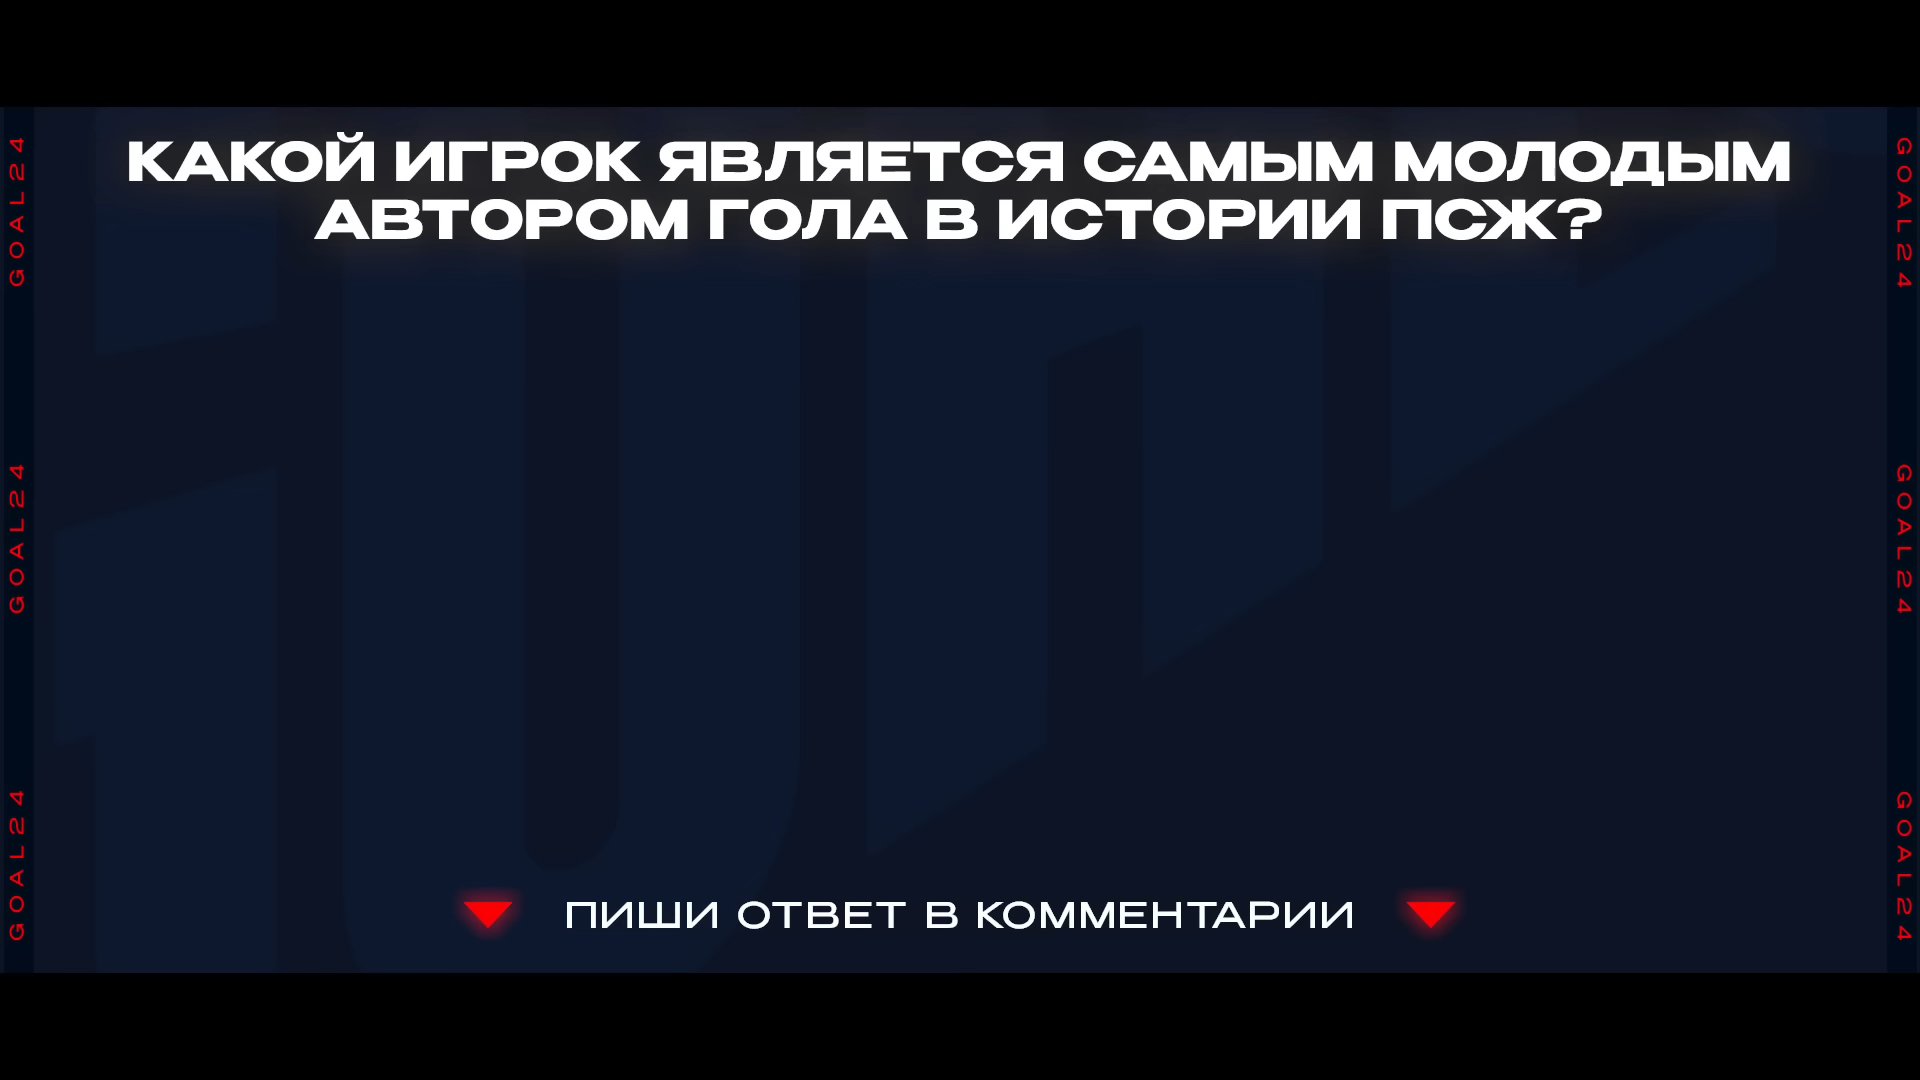 КАКОЙ ИГРОК ЯВЛЯЕТСЯ САМЫМ МОЛОДЫМ
АВТОРОМ ГОЛА В ИСТОРИИ ПСЖ?
GOAL24
GOAL24
GOAL24
GOAL24
GOAL24
GOAL24
ПИШИ ОТВЕТ В КОММЕНТАРИИ